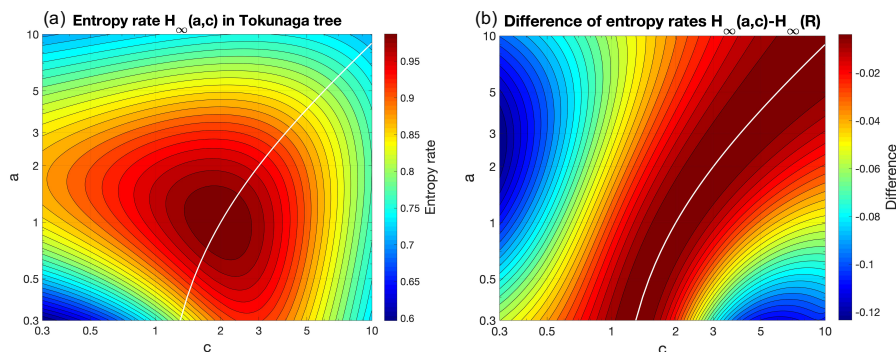 (a) Entropy rate H∞(a,c) in Tokunaga tree
10
5
3
2
1
0.5
0.3
a
0.3 0.5 1 2 3 5 10
c
0.95
0.9
0.85
0.8
0.75
0.7
0.65
0.6
Entropy rate
(b) Difference of entropy rates H∞(a,c)-H∞(R)
10
5
3
2
1
0.5
0.3
a
0.3 0.5 1 2 3 5 10
c
-0.02
-0.04
-0.06
-0.08
-0.1
-0.12
Difference